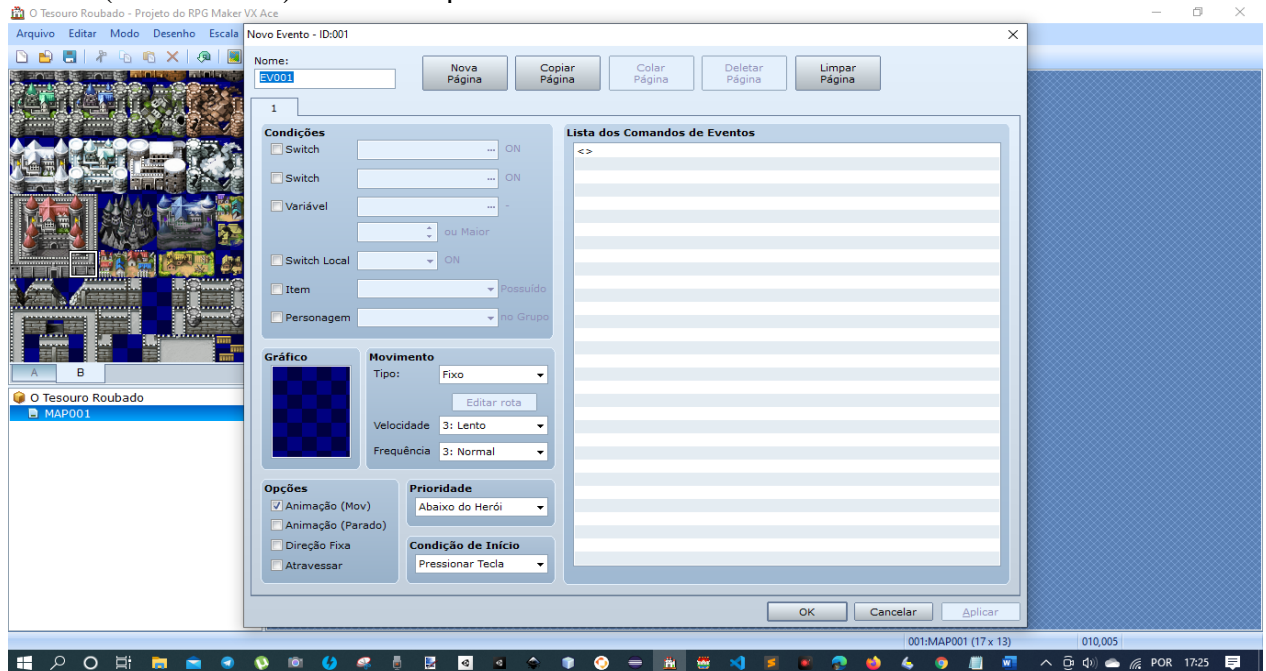 O Tesouro Roubado - Projeto do RPG Maker VX Ace
Arquivo Editar Modo Desenho Escala
Novo Evento - ID:001
Nome:
EV001
Nova Página
Copiar Página
Colar Página
Deletar Página
Limpar Página
1
Condições
Switch ... ON
Switch ... ON
Variável ... -
ou Maior
Switch Local ON
Item Possuído
Personagem no Grupo
Gráfico
Movimento
Tipo: Fixo
Editar rota
Velocidade 3: Lento
Frequência 3: Normal
Opções
Animação (Mov)
Animação (Parado)
Direção Fixa
Atravessar
Prioridade
Abaixo do Herói
Condição de Início
Pressionar Tecla
Lista dos Comandos de Eventos
<>
OK Cancelar Aplicar
A B
O Tesouro Roubado
MAP001
001:MAP001 (17 x 13) 010,005
POR 17:25